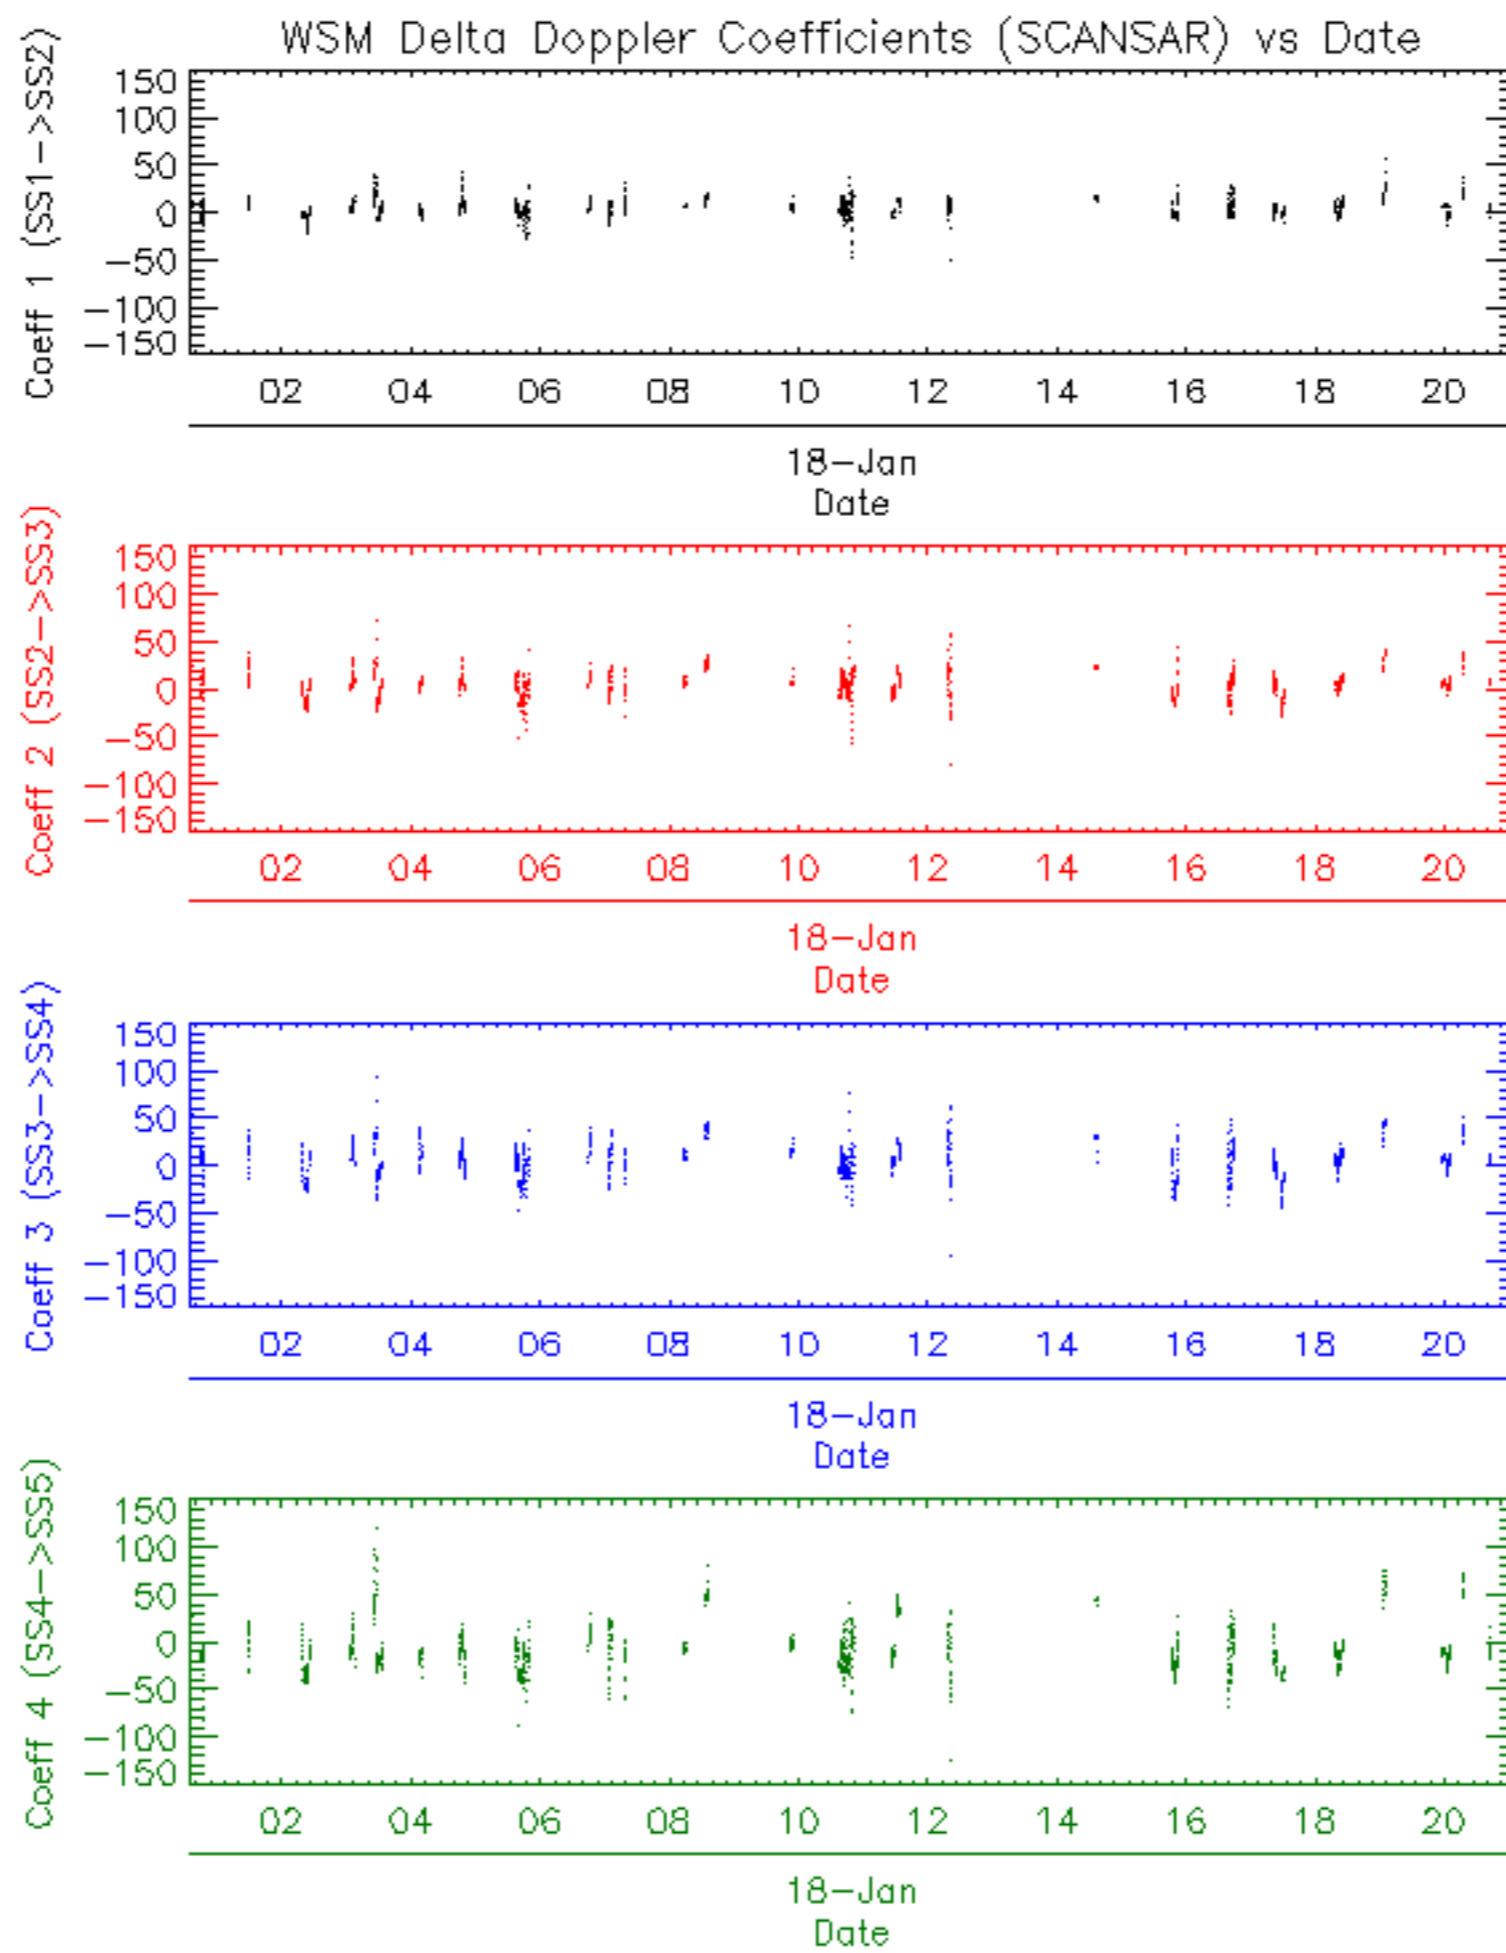 WSM Delta Doppler Coefficients (SCANSAR) vs Date
Coeff 1 (SS1->SS2)
150
100
50
0
-50
-100
-150
02 04 06 08 10 12 14 16 18 20
18-Jan
Date
Coeff 2 (SS2->SS3)
150
100
50
0
-50
-100
-150
02 04 06 08 10 12 14 16 18 20
18-Jan
Date
Coeff 3 (SS3->SS4)
150
100
50
0
-50
-100
-150
02 04 06 08 10 12 14 16 18 20
18-Jan
Date
Coeff 4 (SS4->SS5)
150
100
50
0
-50
-100
-150
02 04 06 08 10 12 14 16 18 20
18-Jan
Date